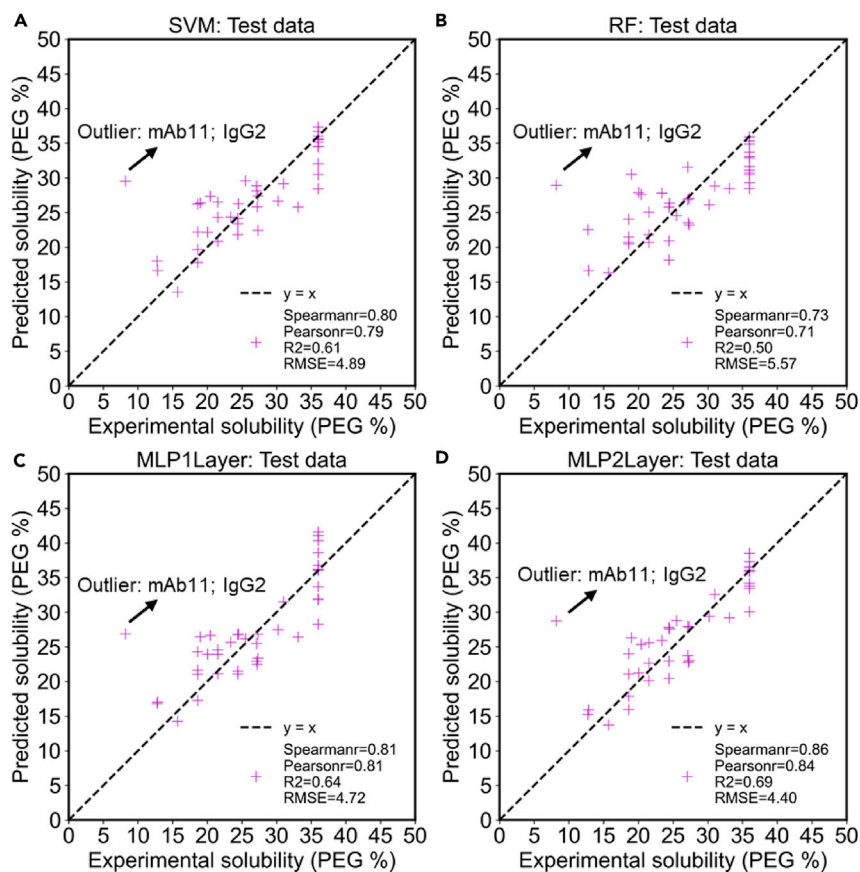 A
SVM: Test data
Predicted solubility (PEG %)
50
45
40
35
30
25
20
15
10
5
0
Outlier: mAb11; IgG2
y = x
Spearmanr=0.80
Pearsonr=0.79
R2=0.61
RMSE=4.89
0 5 10 15 20 25 30 35 40 45 50
Experimental solubility (PEG %)
B
RF: Test data
Predicted solubility (PEG %)
50
45
40
35
30
25
20
15
10
5
0
Outlier: mAb11; IgG2
y = x
Spearmanr=0.73
Pearsonr=0.71
R2=0.50
RMSE=5.57
0 5 10 15 20 25 30 35 40 45 50
Experimental solubility (PEG %)
C
MLP1Layer: Test data
Predicted solubility (PEG %)
50
45
40
35
30
25
20
15
10
5
0
Outlier: mAb11; IgG2
y = x
Spearmanr=0.81
Pearsonr=0.81
R2=0.64
RMSE=4.72
0 5 10 15 20 25 30 35 40 45 50
Experimental solubility (PEG %)
D
MLP2Layer: Test data
Predicted solubility (PEG %)
50
45
40
35
30
25
20
15
10
5
0
Outlier: mAb11; IgG2
y = x
Spearmanr=0.86
Pearsonr=0.84
R2=0.69
RMSE=4.40
0 5 10 15 20 25 30 35 40 45 50
Experimental solubility (PEG %)